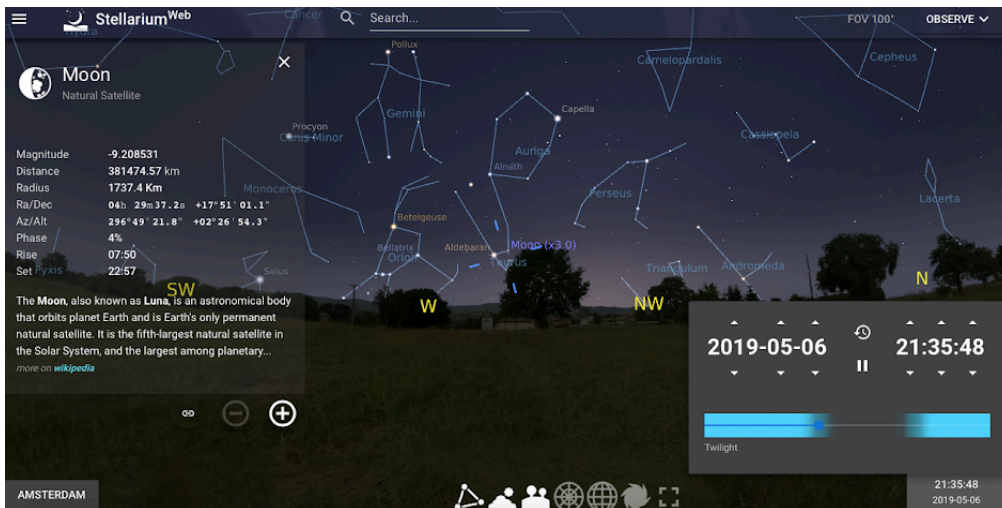 Stellarium Web
Search...
FOV 100°
OBSERVE
Hydra
Cancer
Pollux
Camelopardalis
Cepheus
Moon
Natural Satellite
Gemini
Capella
Procyon
Canis Minor
Cassiopeia
Auriga
Magnitude -9.208531
Distance 381474.57 km
Alnath
Radius 1737.4 Km
Monoceros
Perseus
Lacerta
Ra/Dec 04h 29m37.2s +17°51'01.1"
Az/Alt 296°49'21.8" +02°26'54.3"
Betelgeuse
Phase 4%
Rise 07:50
Bellatrix
Orion
Aldebaran
Moon (x3.0)
Taurus
Set 22:57
Pyxis
Sirius
Triangulum
Andromeda
SW
W
NW
N
The Moon, also known as Luna, is an astronomical body
that orbits planet Earth and is Earth's only permanent
natural satellite. It is the fifth-largest natural satellite in
the Solar System, and the largest among planetary...
more on wikipedia
2019-05-06
21:35:48
Twilight
AMSTERDAM
21:35:48
2019-05-06